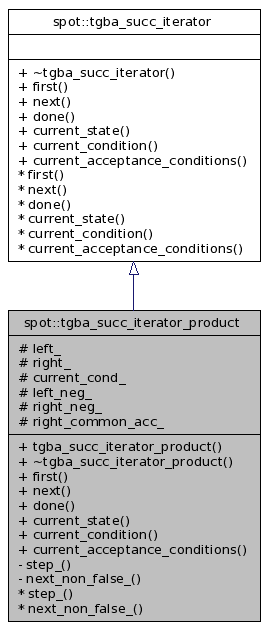 spot::tgba_succ_iterator
+ ~tgba_succ_iterator()
+ first()
+ next()
+ done()
+ current_state()
+ current_condition()
+ current_acceptance_conditions()
* first()
* next()
* done()
* current_state()
* current_condition()
* current_acceptance_conditions()
spot::tgba_succ_iterator_product
# left_
# right_
# current_cond_
# left_neg_
# right_neg_
# right_common_acc_
+ tgba_succ_iterator_product()
+ ~tgba_succ_iterator_product()
+ first()
+ next()
+ done()
+ current_state()
+ current_condition()
+ current_acceptance_conditions()
- step_()
- next_non_false_()
* step_()
* next_non_false_()